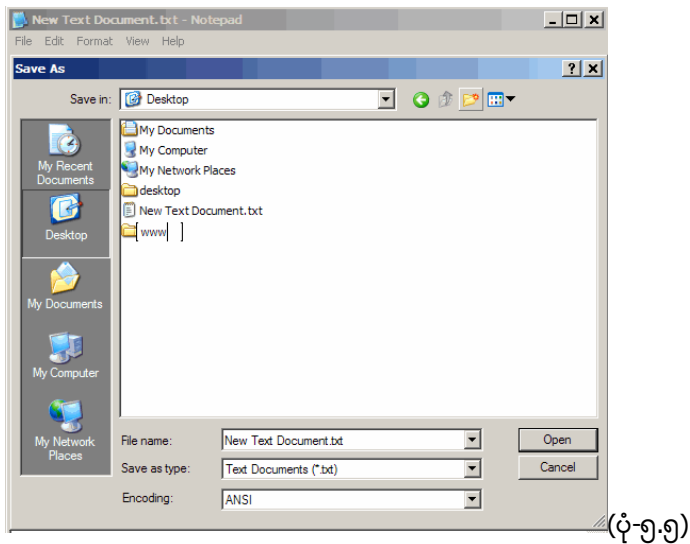 New Text Document.txt - Notepad
File Edit Format View Help
Save As
Save in: Desktop
My Documents
My Computer
My Network Places
desktop
New Text Document.txt
www
My Recent
Documents
Desktop
My Documents
My Computer
My Network
Places
File name: New Text Document.txt Open
Save as type: Text Documents (*.txt) Cancel
Encoding: ANSI
(ပုံ-၅.၅)